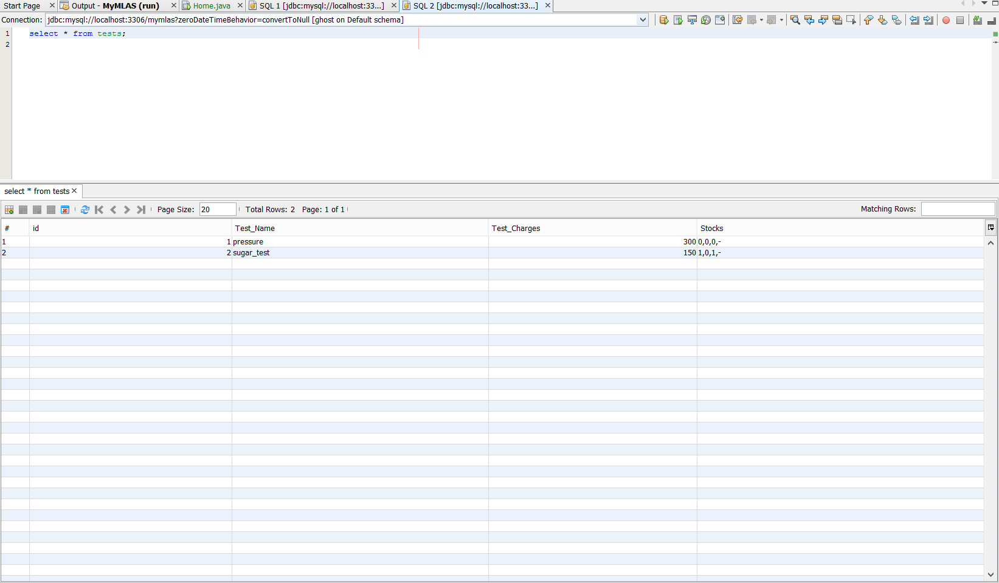 Start Page Output - MyMLAS (run) Home.java SQL 1 [jdbc:mysql://localhost:33...] SQL 2 [jdbc:mysql://localhost:33...]
Connection: jdbc:mysql://localhost:3306/mymlas?zeroDateTimeBehavior=convertToNull [ghost on Default schema]
1 select * from tests;
2
select * from tests
Page Size: 20 Total Rows: 2 Page: 1 of 1 Matching Rows:
# id Test_Name Test_Charges Stocks
1 1 pressure 300 0,0,0,-
2 2 sugar_test 150 1,0,1,-